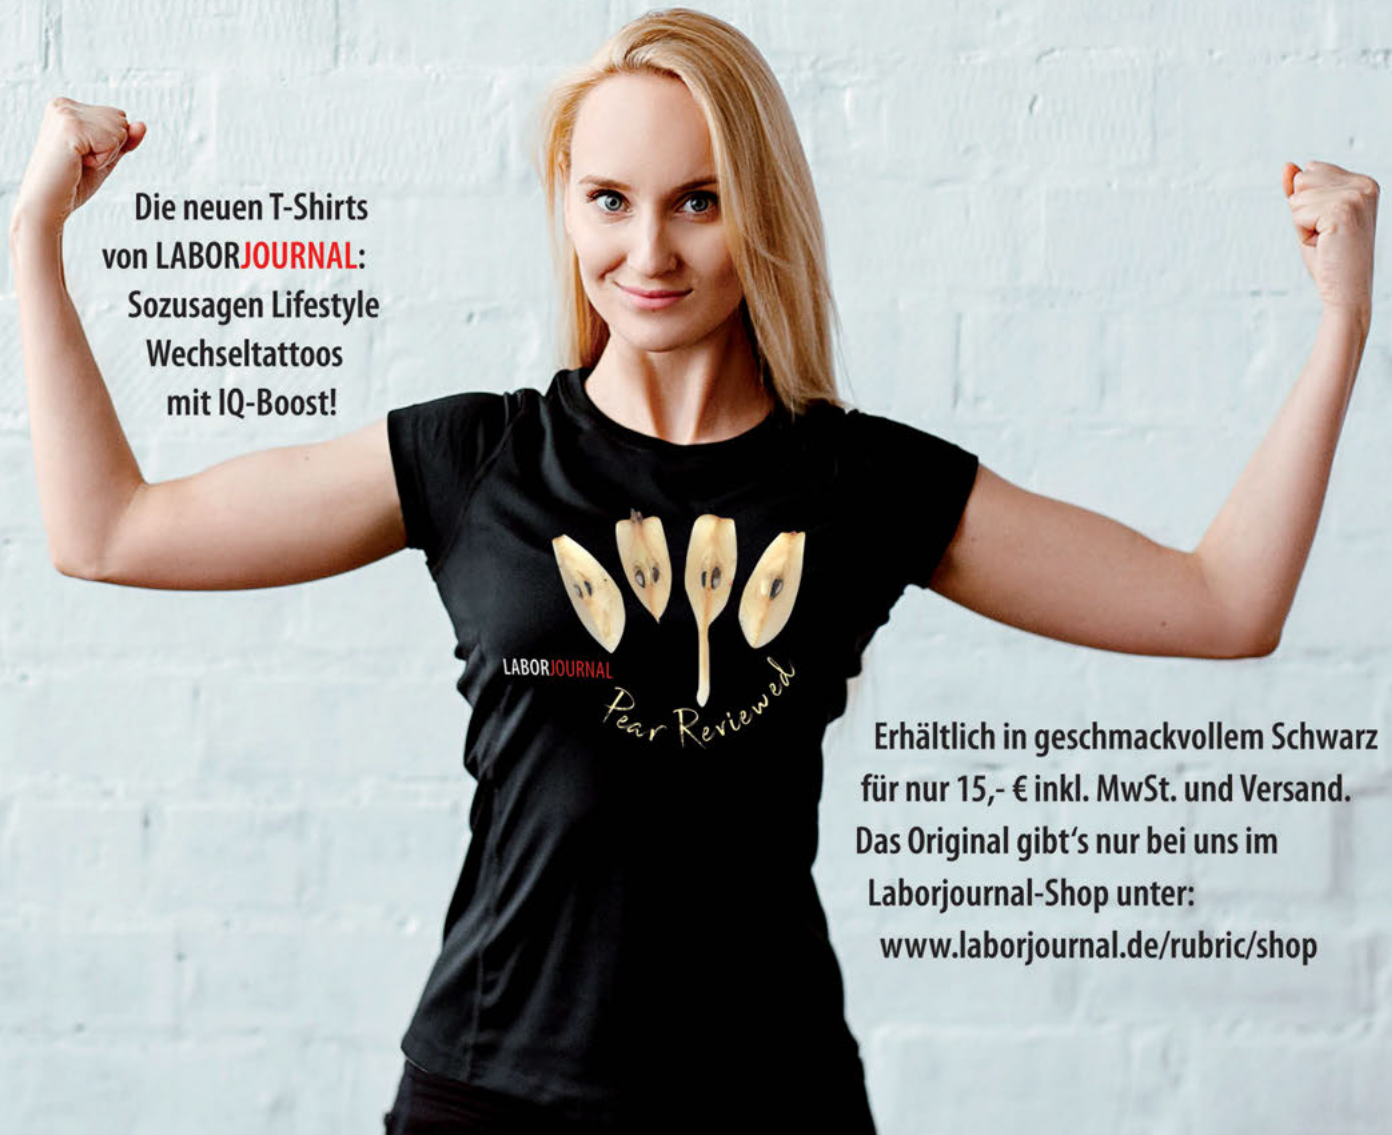 Die neuen T-Shirts
von LABORJOURNAL:
Sozusagen Lifestyle
Wechseltattoos
mit IQ-Boost!
LABORJOURNAL
Pear Reviewed
Erhältlich in geschmackvollem Schwarz
für nur 15,- € inkl. MwSt. und Versand.
Das Original gibt‘s nur bei uns im
Laborjournal-Shop unter:
www.laborjournal.de/rubric/shop